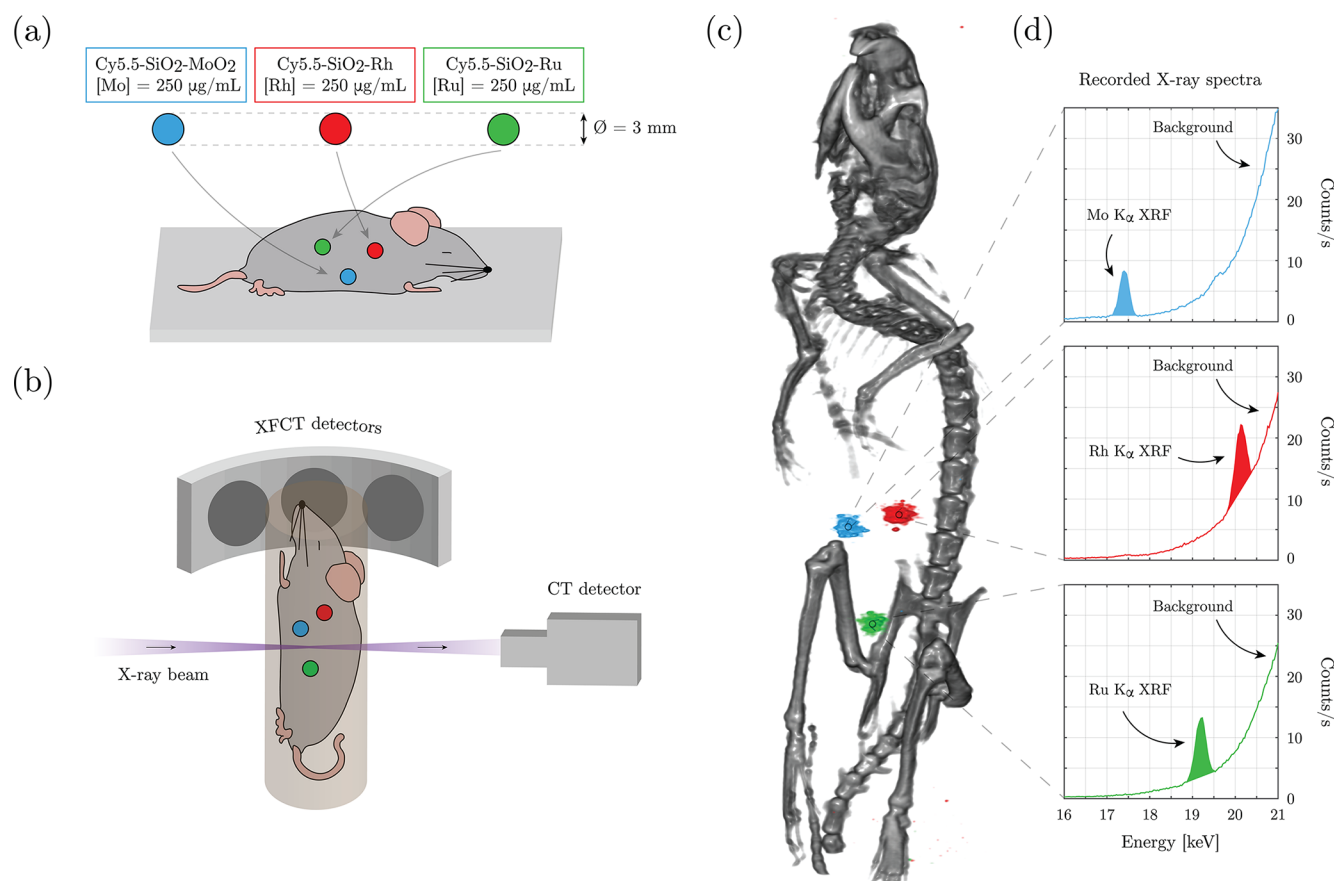 (a)
Cy5.5-SiO₂-MoO₂
[Mo] = 250 µg/mL
Cy5.5-SiO₂-Rh
[Rh] = 250 µg/mL
Cy5.5-SiO₂-Ru
[Ru] = 250 µg/mL
Ø = 3 mm
(b)
XFCT detectors
CT detector
X-ray beam
(c)
(d)
Recorded X-ray spectra
Background
Mo Kα XRF
30
20
10
0
Counts/s
Background
Rh Kα XRF
30
20
10
0
Counts/s
Background
Ru Kα XRF
30
20
10
0
Counts/s
16 17 18 19 20 21
Energy [keV]